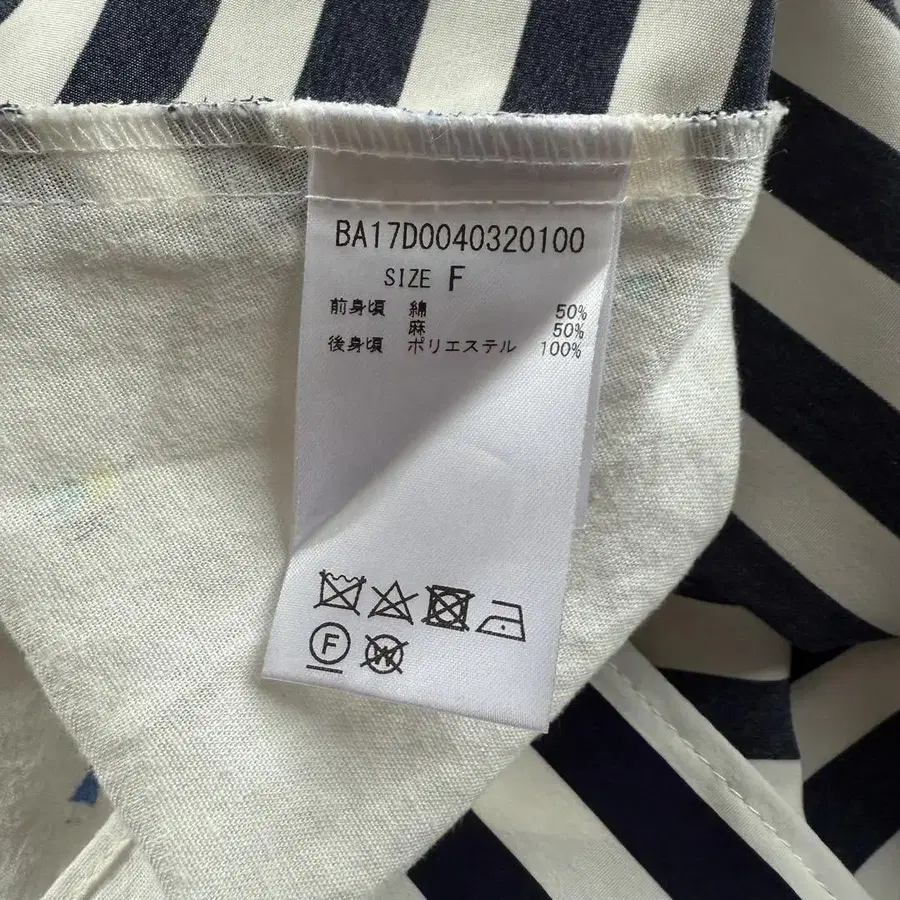 BA17D0040320100
SIZE F
前身頃 綿 50%
麻 50%
後身頃 ポリエステル 100%
F W